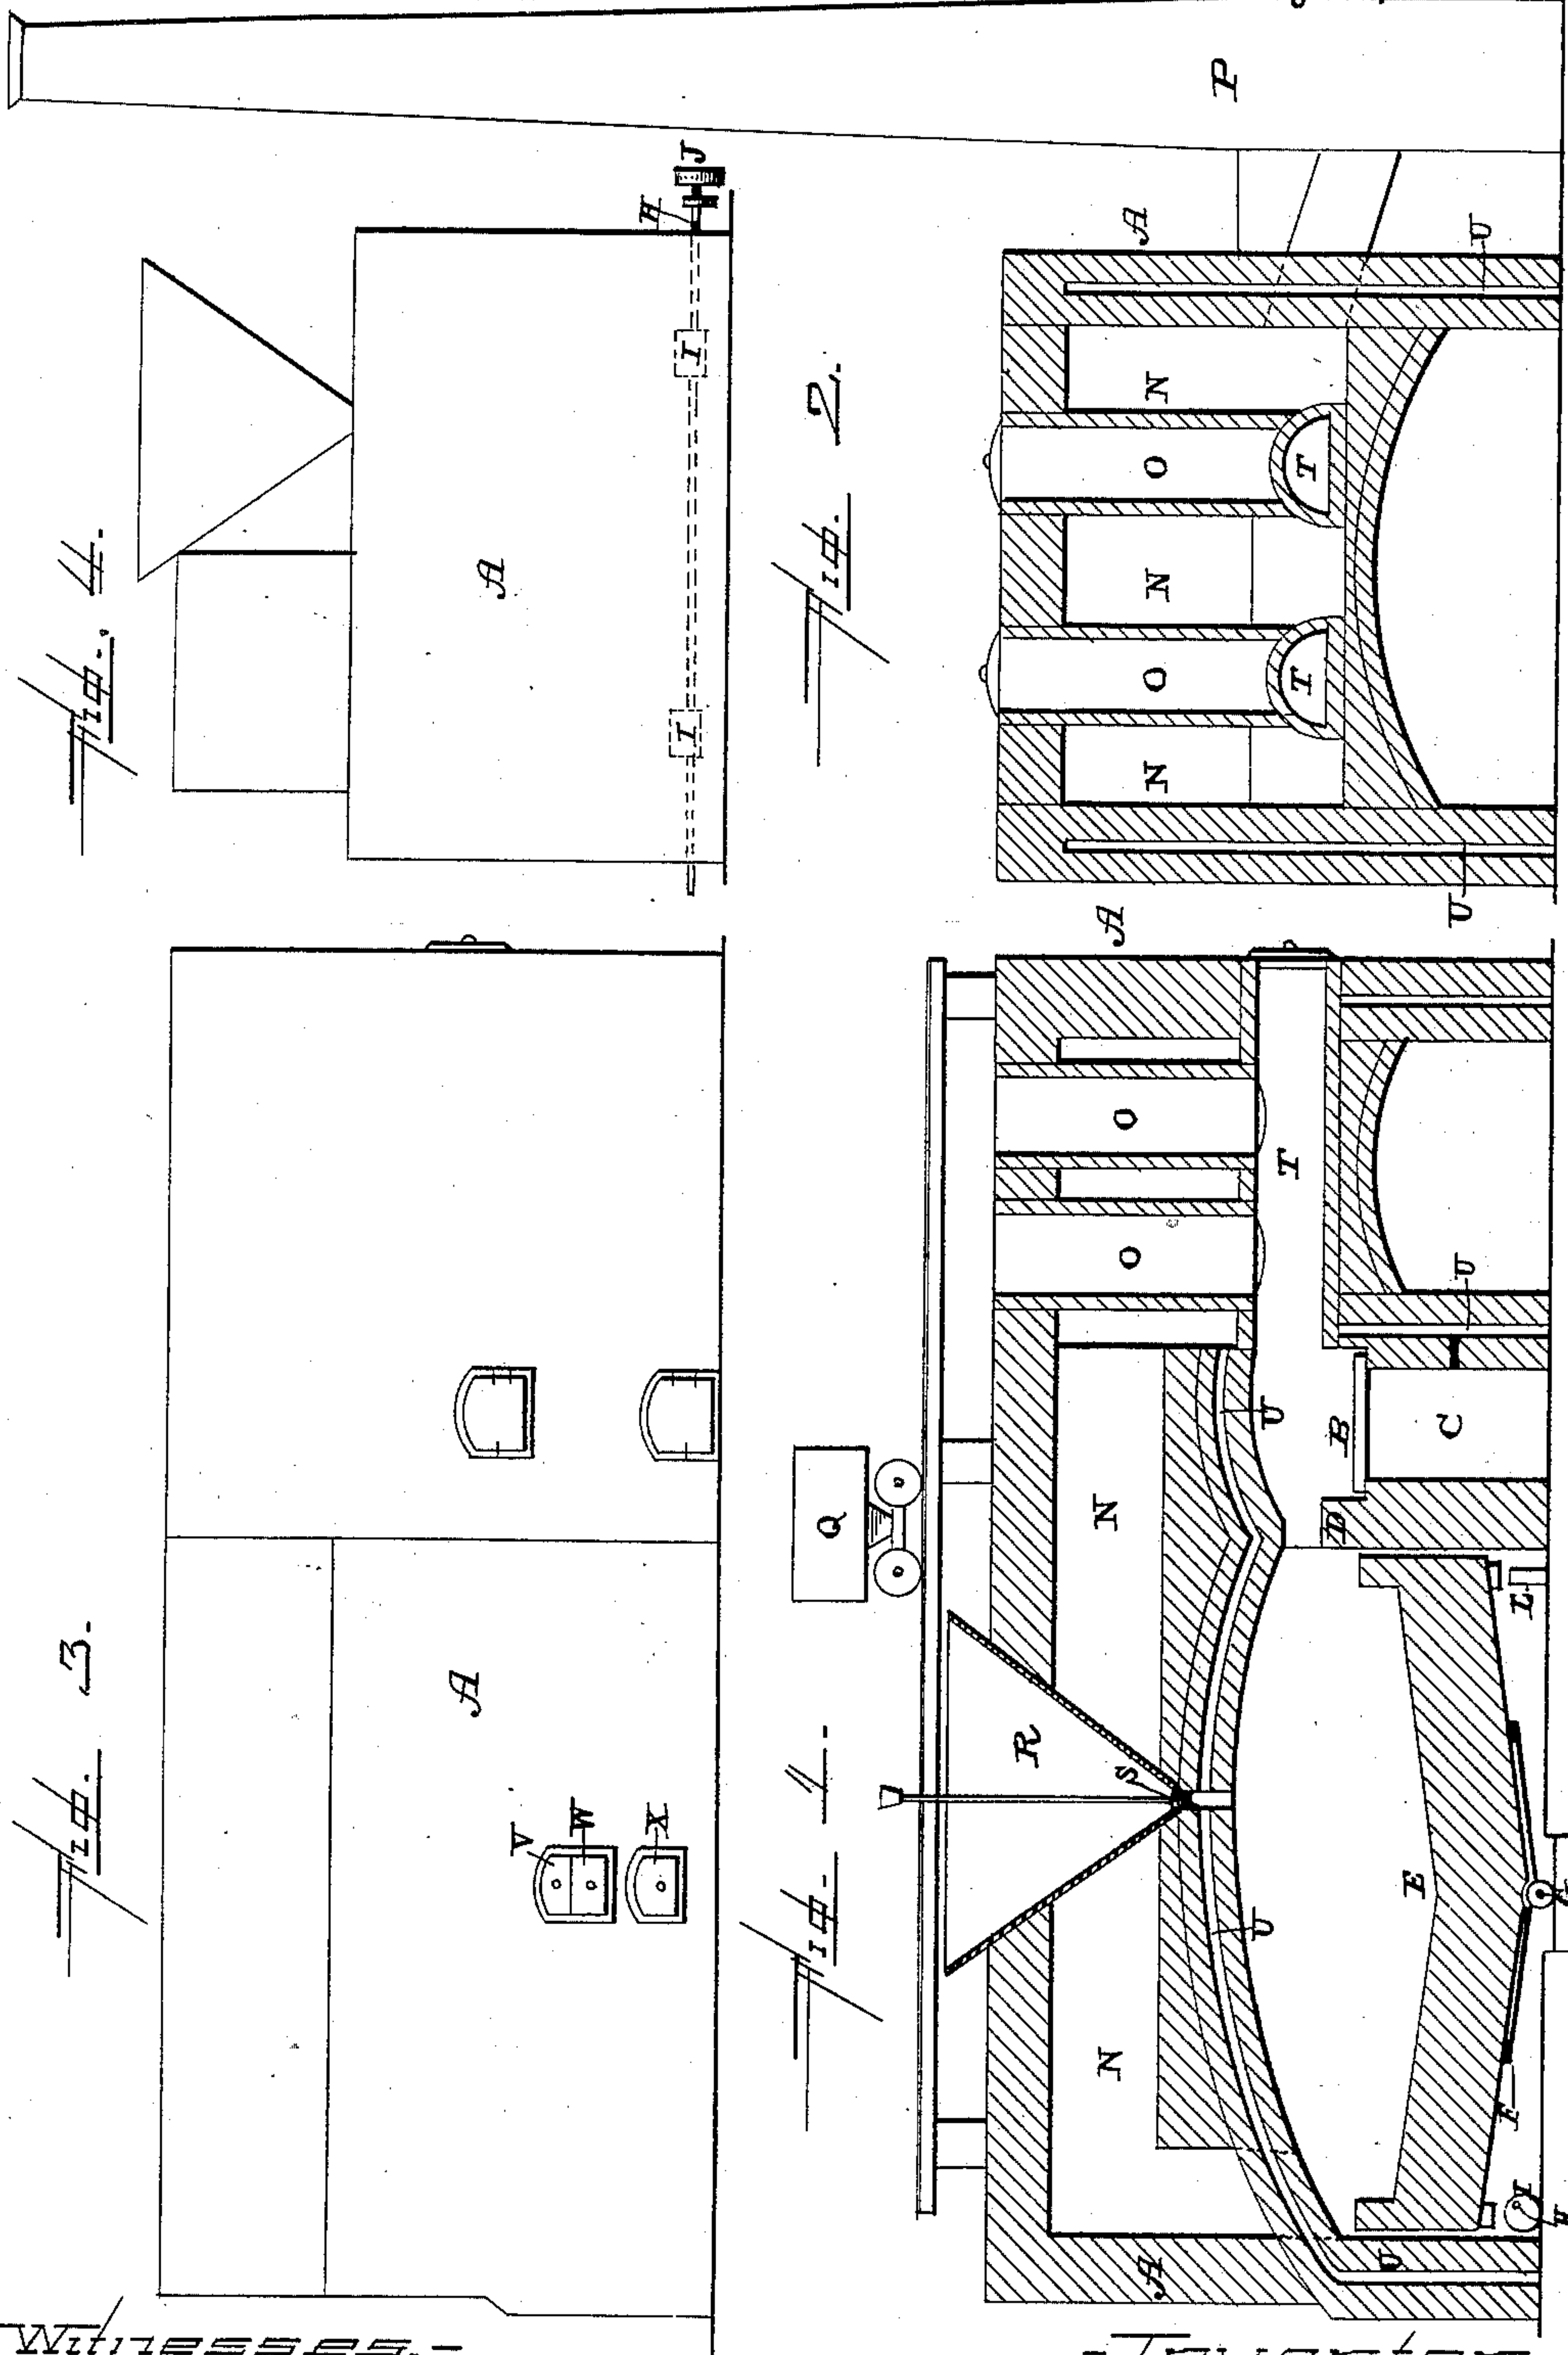 Fig. 3.
A
V
W
X
Fig. 4.
A
H
J
I
I
Fig. 1.
Q
R
S
N
N
O
O
T
A
A
U
U
U
U
B
C
D
E
F
L
I
Fig. 2.
A
P
N
O
N
O
N
T
T
U
U
Witnesses.